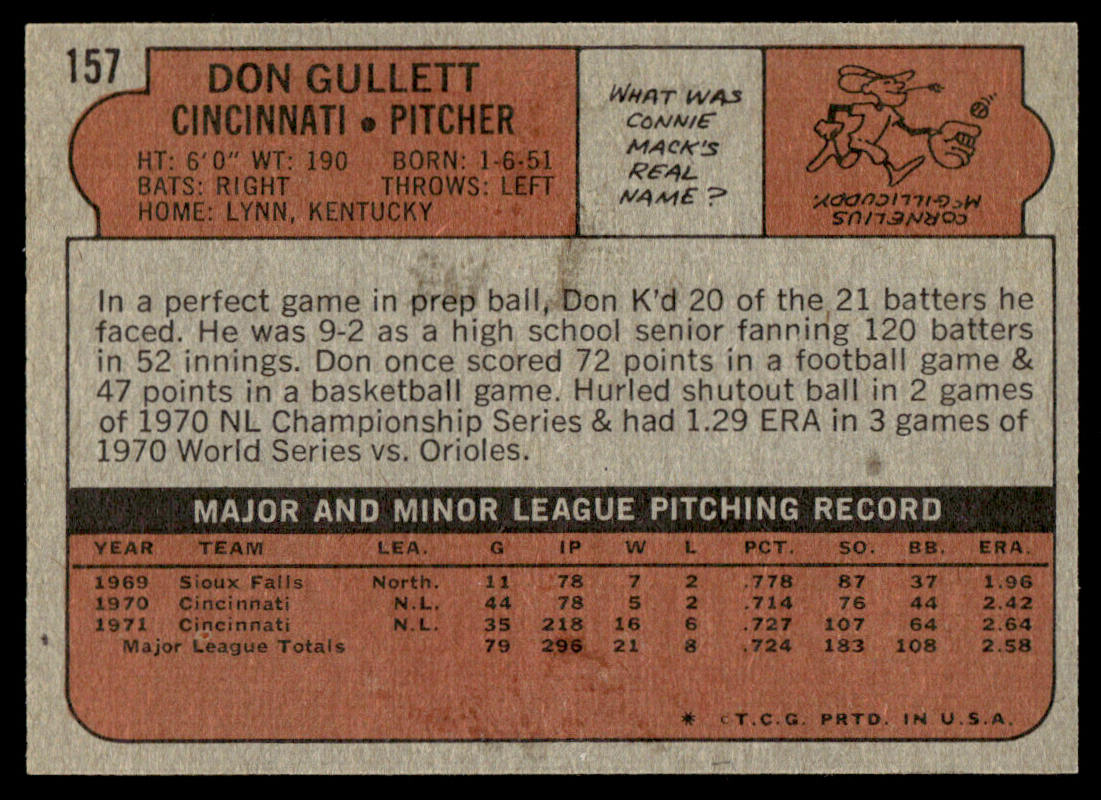 157
DON GULLETT
CINCINNATI • PITCHER
HT: 6'0" WT: 190 BORN: 1-6-51
BATS: RIGHT THROWS: LEFT
HOME: LYNN, KENTUCKY
WHAT WAS
CONNIE
MACK'S
REAL
NAME?
CORNELIUS
McGILLICUDDY.
In a perfect game in prep ball, Don K'd 20 of the 21 batters he
faced. He was 9-2 as a high school senior fanning 120 batters
in 52 innings. Don once scored 72 points in a football game &
47 points in a basketball game. Hurled shutout ball in 2 games
of 1970 NL Championship Series & had 1.29 ERA in 3 games of
1970 World Series vs. Orioles.
MAJOR AND MINOR LEAGUE PITCHING RECORD
YEAR TEAM LEA. G IP W L PCT. SO. BB. ERA.
1969 Sioux Falls North. 11 78 7 2 .778 87 37 1.96
1970 Cincinnati N.L. 44 78 5 2 .714 76 44 2.42
1971 Cincinnati N.L. 35 218 16 6 .727 107 64 2.64
Major League Totals 79 296 21 8 .724 183 108 2.58
* ©T.C.G. PRTD. IN U.S.A.